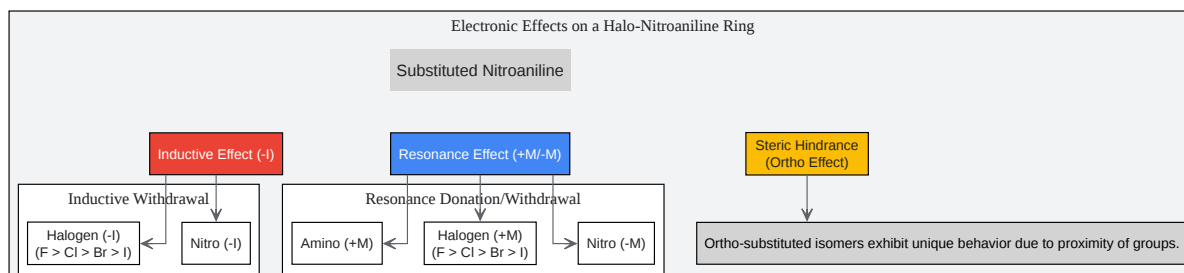 Electronic Effects on a Halo-Nitroaniline Ring
Substituted Nitroaniline
Inductive Effect (-I)
Resonance Effect (+M/-M)
Steric Hindrance
(Ortho Effect)
Inductive Withdrawal
Resonance Donation/Withdrawal
Halogen (-I)
(F > Cl > Br > I)
Nitro (-I)
Amino (+M)
Halogen (+M)
(F > Cl > Br > I)
Nitro (-M)
Ortho-substituted isomers exhibit unique behavior due to proximity of groups.